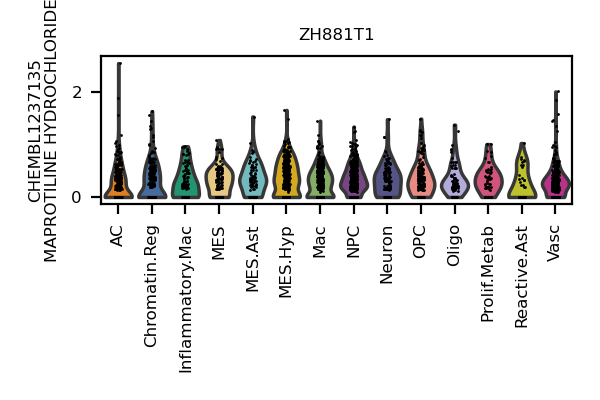 ZH881T1
CHEMBL1237135
MAPROTILINE HYDROCHLORIDE
2
0
AC
Chromatin.Reg
Inflammatory.Mac
MES
MES.Ast
MES.Hyp
Mac
NPC
Neuron
OPC
Oligo
Prolif.Metab
Reactive.Ast
Vasc